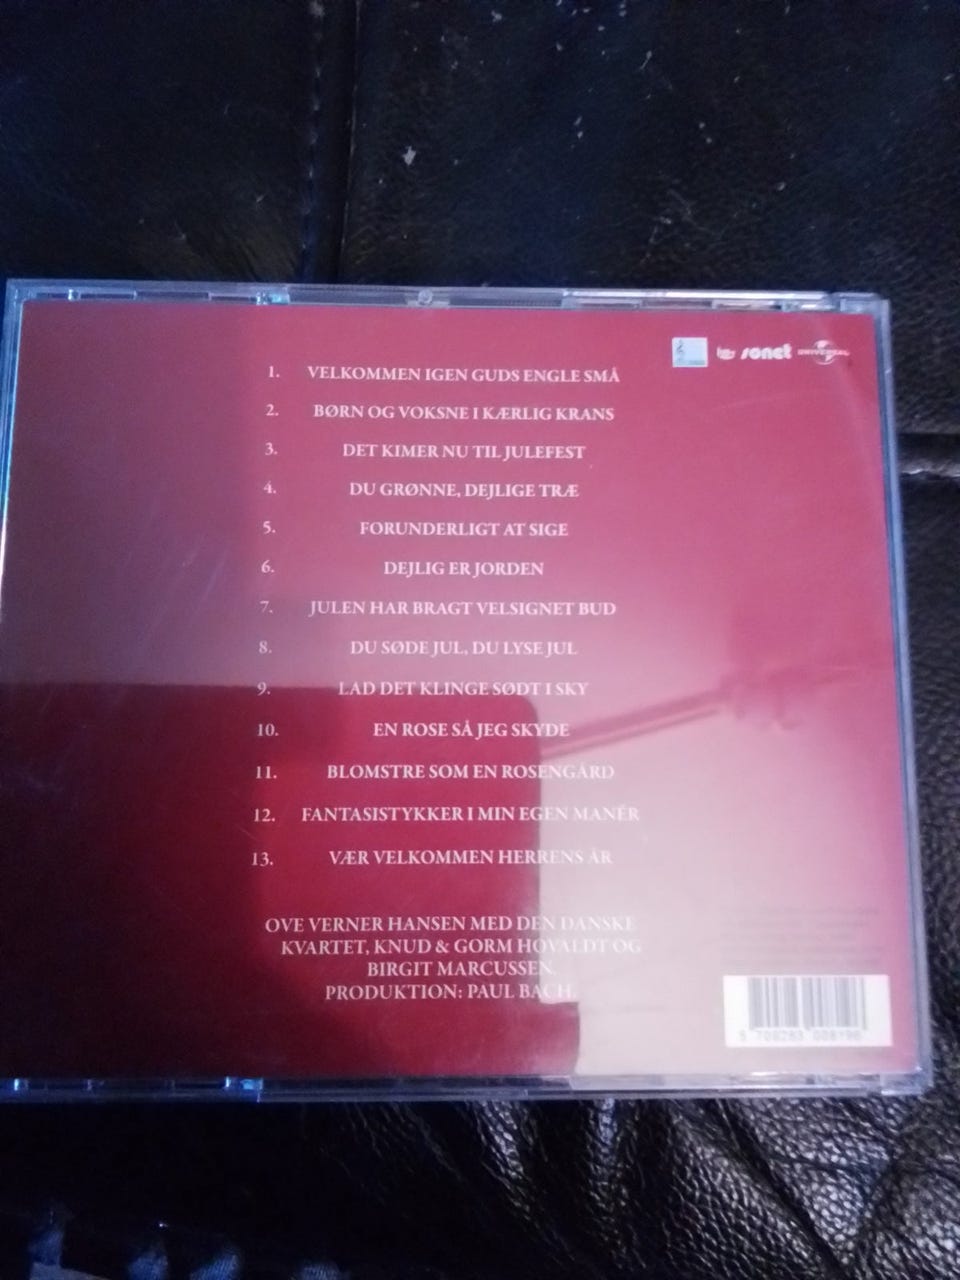 sonet
UNIVERSAL
1. VELKOMMEN IGEN GUDS ENGLE SMÅ
2. BØRN OG VOKSNE I KÆRLIG KRANS
3. DET KIMER NU TIL JULEFEST
4. DU GRØNNE, DEJLIGE TRÆ
5. FORUNDERLIGT AT SIGE
6. DEJLIG ER JORDEN
7. JULEN HAR BRAGT VELSIGNET BUD
8. DU SØDE JUL, DU LYSE JUL
9. LAD DET KLINGE SØDT I SKY
10. EN ROSE SÅ JEG SKYDE
11. BLOMSTRE SOM EN ROSENGÅRD
12. FANTASISTYKKER I MIN EGEN MANÉR
13. VÆR VELKOMMEN HERRENS ÅR
OVE VERNER HANSEN MED DEN DANSKE
KVARTET, KNUD & GORM HOVALDT OG
BIRGIT MARCUSSEN.
PRODUKTION: PAUL BACH.